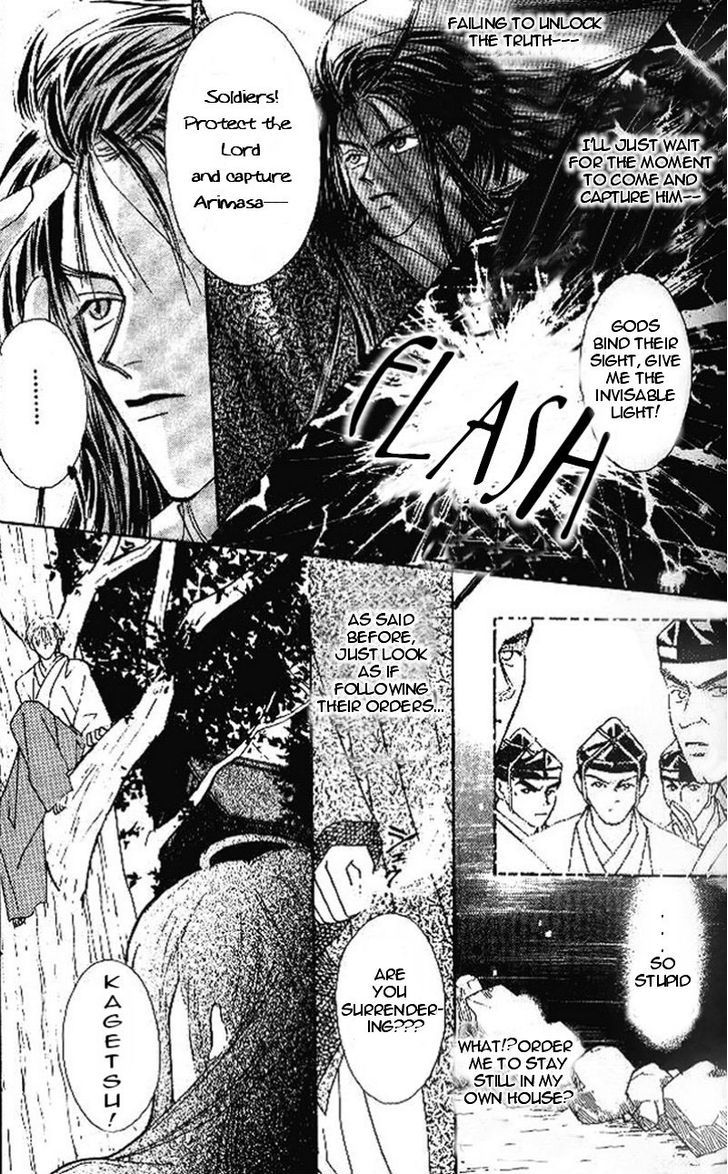 FAILING TO UNLOCK
THE TRUTH---
I'LL JUST WAIT
FOR THE MOMENT
TO COME AND
CAPTURE HIM--
GODS
BIND THEIR
SIGHT, GIVE
ME THE
INVISABLE
LIGHT!
FLASH
Soldiers!
Protect the
Lord
and capture
Arimasa—
........
. . . .
SO
STUPID
WHAT!?ORDER
ME TO STAY
STILL IN MY
OWN HOUSE?
AS SAID
BEFORE,
JUST LOOK
AS IF
FOLLOWING
THEIR ORDERS...
ARE
YOU
SURRENDER-
ING???
KAGETSU!